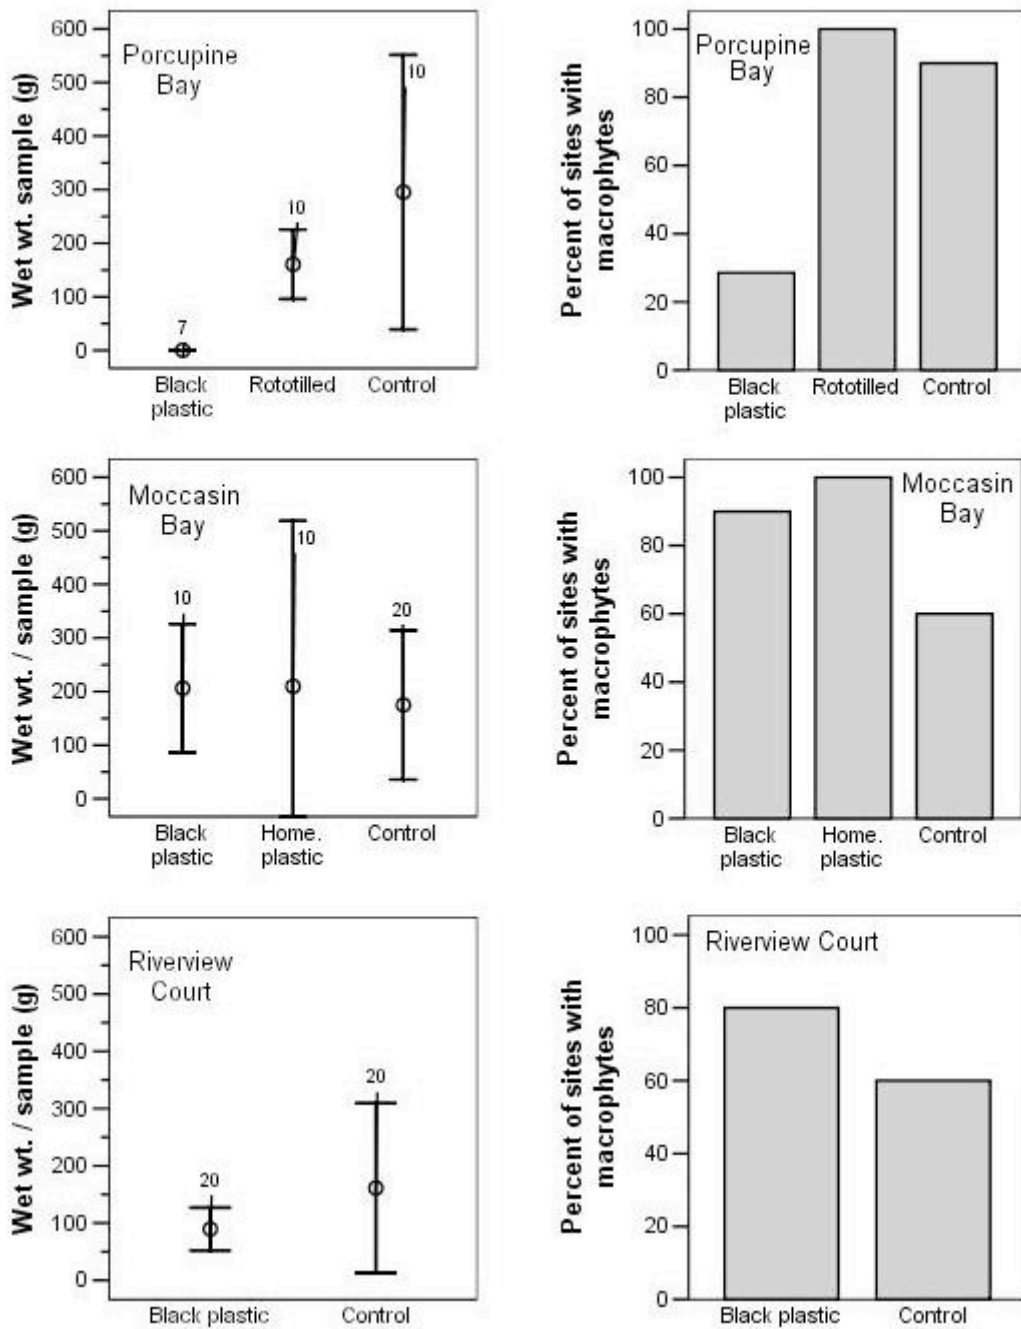 Wet wt. sample (g)
600
500
400
300
200
100
0
Porcupine
Bay
7
10
10
Black
plastic
Rototilled
Control
Percent of sites with
macrophytes
100
80
60
40
20
0
Porcupine
Bay
Black
plastic
Rototilled
Control
Wet wt. / sample (g)
600
500
400
300
200
100
0
Moccasin
Bay
10
10
20
Black
plastic
Home.
plastic
Control
Percent of sites with
macrophytes
100
80
60
40
20
0
Moccasin
Bay
Black
plastic
Home.
plastic
Control
Wet wt. / sample (g)
600
500
400
300
200
100
0
Riverview
Court
20
20
Black plastic
Control
Percent of sites with
macrophytes
100
80
60
40
20
0
Riverview Court
Black plastic
Control